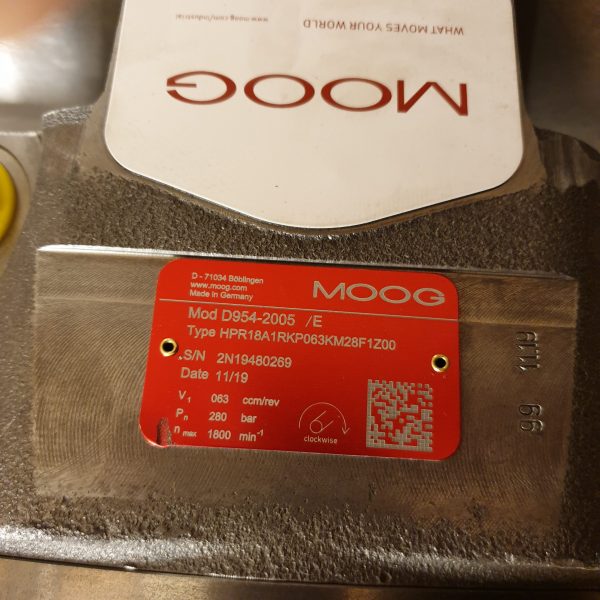 www.moog.com/industrial
WHAT MOVES YOUR WORLD
MOOG
D - 71034 Böblingen
www.moog.com
Made in Germany
MOOG
Mod D954-2005 /E
Type HPR18A1RKP063KM28F1Z00
S/N 2N19480269
Date 11/19
V1 063 ccm/rev
Pn 280 bar
n max 1800 min-1
clockwise
99 11.19